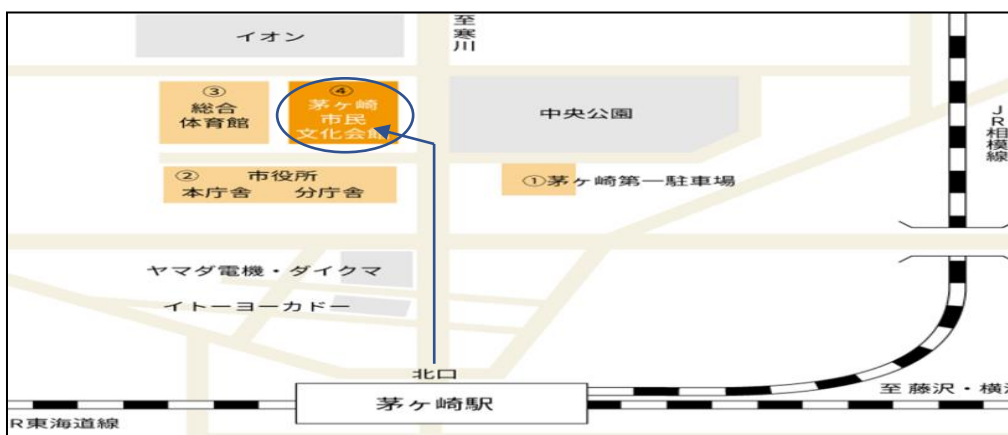 イオン
至寒川
③
総合
体育館
④
茅ヶ崎
市民
文化会館
中央公園
JR相模線
② 市役所
本庁舎 分庁舎
①茅ヶ崎第一駐車場
ヤマダ電機・ダイクマ
イトーヨーカドー
北口
茅ヶ崎駅
至 藤沢・横
R東海道線